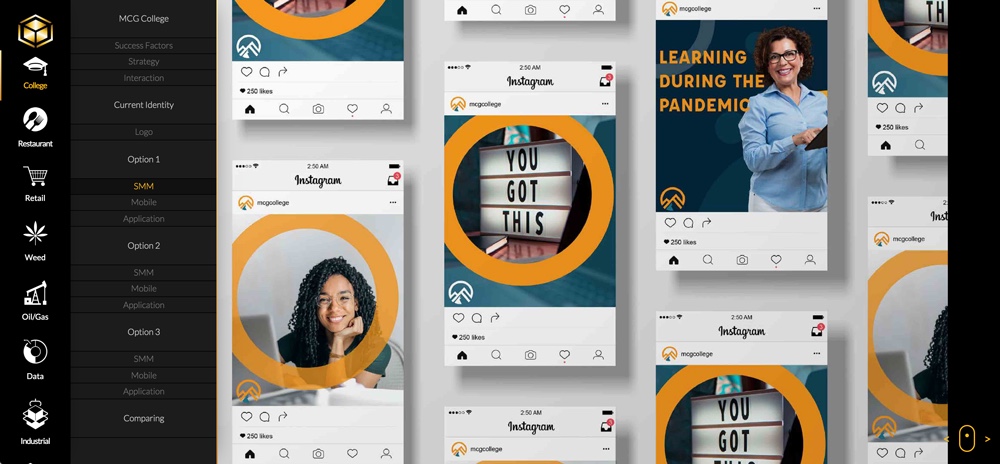 College
Restaurant
Retail
Weed
Oil/Gas
Data
Industrial
MCG College
Success Factors
Strategy
Interaction
Current Identity
Logo
Option 1
SMM
Mobile
Application
Option 2
SMM
Mobile
Application
Option 3
SMM
Mobile
Application
Comparing
250 likes
2:50 AM
Instagram
mcgcollege
250 likes
2:50 AM
Instagram
mcgcollege
YOU
GOT
THIS
250 likes
2:50 AM
Instagram
mcgcollege
mcgcollege
LEARNING
DURING THE
PANDEMIC
250 likes
2:50 AM
Instagram
mcgcollege
YOU
GOT
THIS
TH
250 likes
Inst
mcgcollege
250 likes